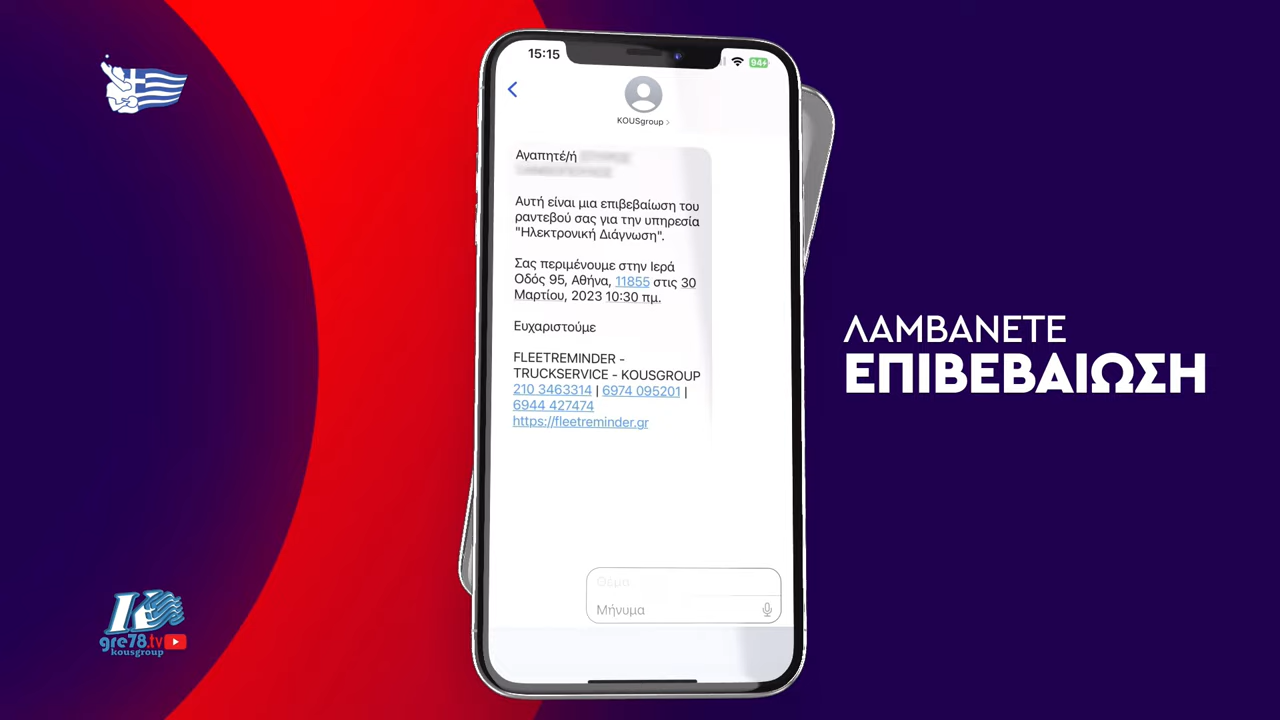 15:15
94+
KOUSgroup
Αγαπητέ/ή
Αυτή είναι μια επιβεβαίωση του
ραντεβού σας για την υπηρεσία
"Ηλεκτρονική Διάγνωση".
Σας περιμένουμε στην Ιερά
Οδός 95, Αθήνα, 11855 στις 30
Μαρτίου, 2023 10:30 πμ.
Ευχαριστούμε
FLEETREMINDER -
TRUCKSERVICE - KOUSGROUP
210 3463314 | 6974 095201 |
6944 427474
https://fleetreminder.gr
Θέμα
Μήνυμα
ΛΑΜΒΑΝΕΤΕ
ΕΠΙΒΕΒΑΙΩΣΗ
gre78.tv
kousgroup